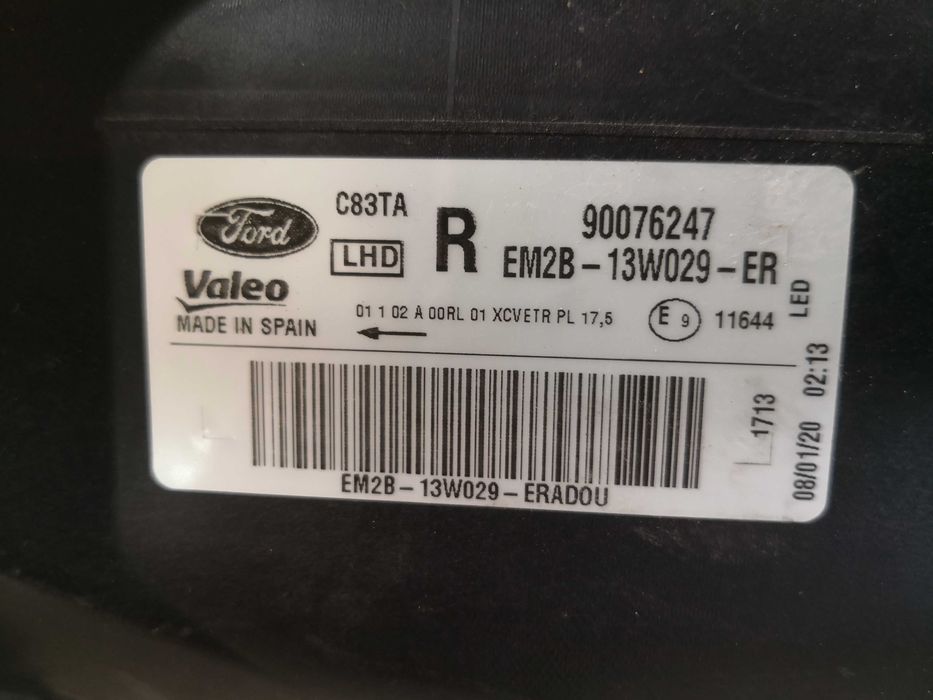 Ford
C83TA
LHD
R
90076247
EM2B-13W029-ER
Valeo
MADE IN SPAIN
01 1 02 A 00RL 01 XCVETR PL 17,5
E 9
11644
LED
1713
08/01/20 02:13
EM2B-13W029-ERADOU